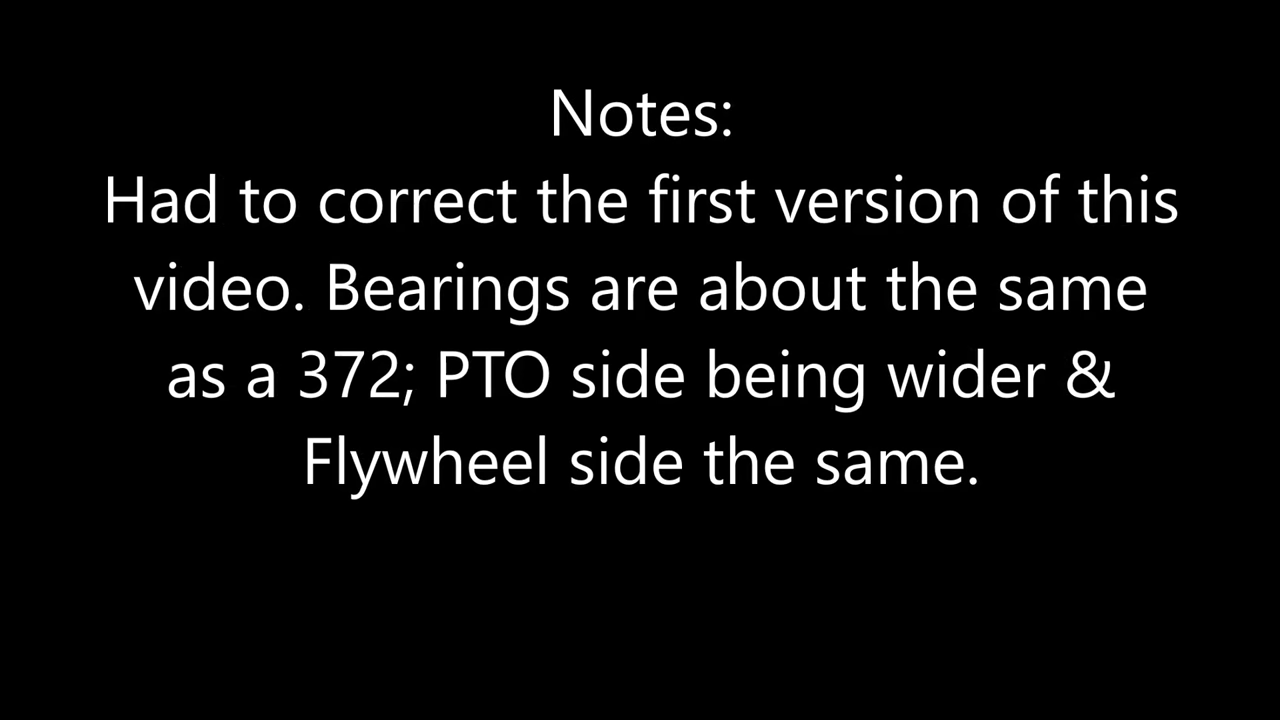 Notes:
Had to correct the first version of this
video. Bearings are about the same
as a 372; PTO side being wider &
Flywheel side the same.